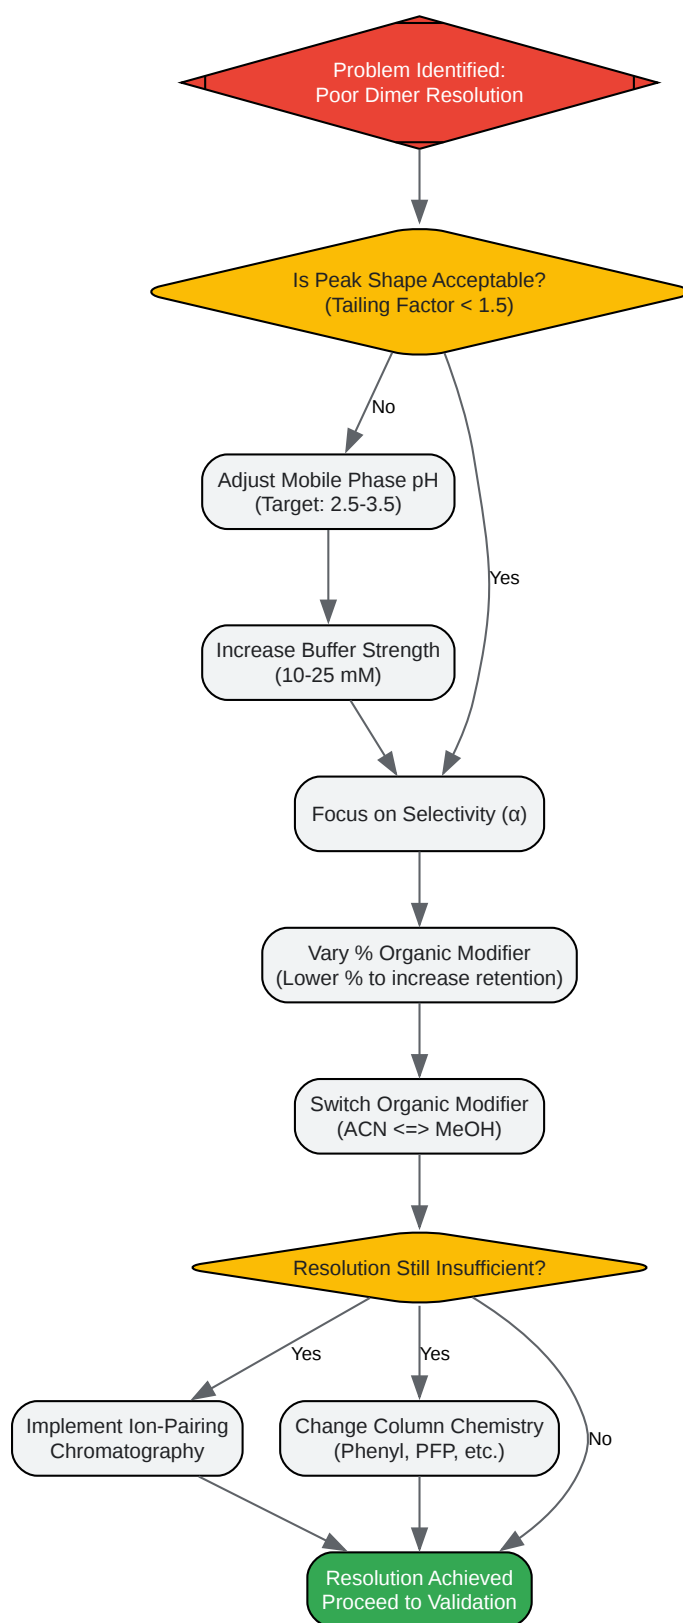 Problem Identified:
Poor Dimer Resolution
Is Peak Shape Acceptable?
(Tailing Factor < 1.5)
No
Adjust Mobile Phase pH
(Target: 2.5-3.5)
Yes
Increase Buffer Strength
(10-25 mM)
Focus on Selectivity (α)
Vary % Organic Modifier
(Lower % to increase retention)
Switch Organic Modifier
(ACN <=> MeOH)
Resolution Still Insufficient?
Yes
Yes
Implement Ion-Pairing
Chromatography
Change Column Chemistry
(Phenyl, PFP, etc.)
No
Resolution Achieved
Proceed to Validation